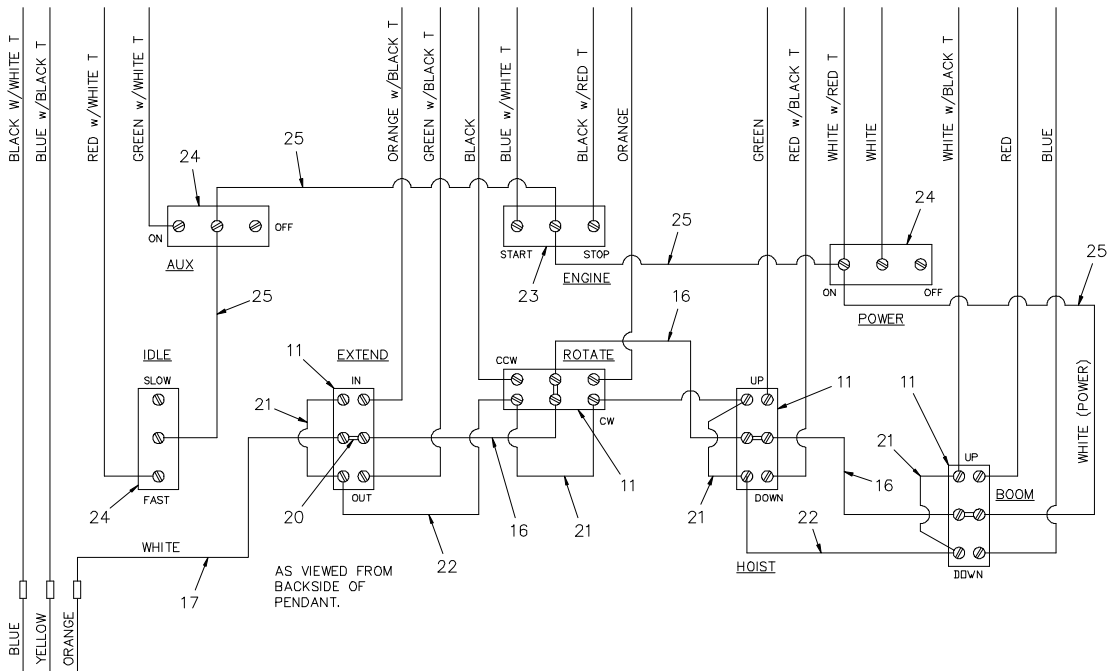 BLACK w/WHITE T
BLUE w/BLACK T
RED w/WHITE T
GREEN w/WHITE T
ORANGE w/BLACK T
GREEN w/BLACK T
BLACK
BLUE w/WHITE T
BLACK w/RED T
ORANGE
GREEN
RED w/BLACK T
WHITE w/RED T
WHITE
WHITE w/BLACK T
RED
BLUE
24
25
ON
OFF
AUX
START
STOP
23
ENGINE
25
24
ON
OFF
POWER
25
25
16
IDLE
SLOW
FAST
24
11
EXTEND
IN
OUT
21
20
22
16
CCW
ROTATE
CW
11
21
UP
11
DOWN
21
HOIST
22
16
11
UP
21
BOOM
DOWN
WHITE (POWER)
WHITE
17
AS VIEWED FROM
BACKSIDE OF
PENDANT.
BLUE
YELLOW
ORANGE